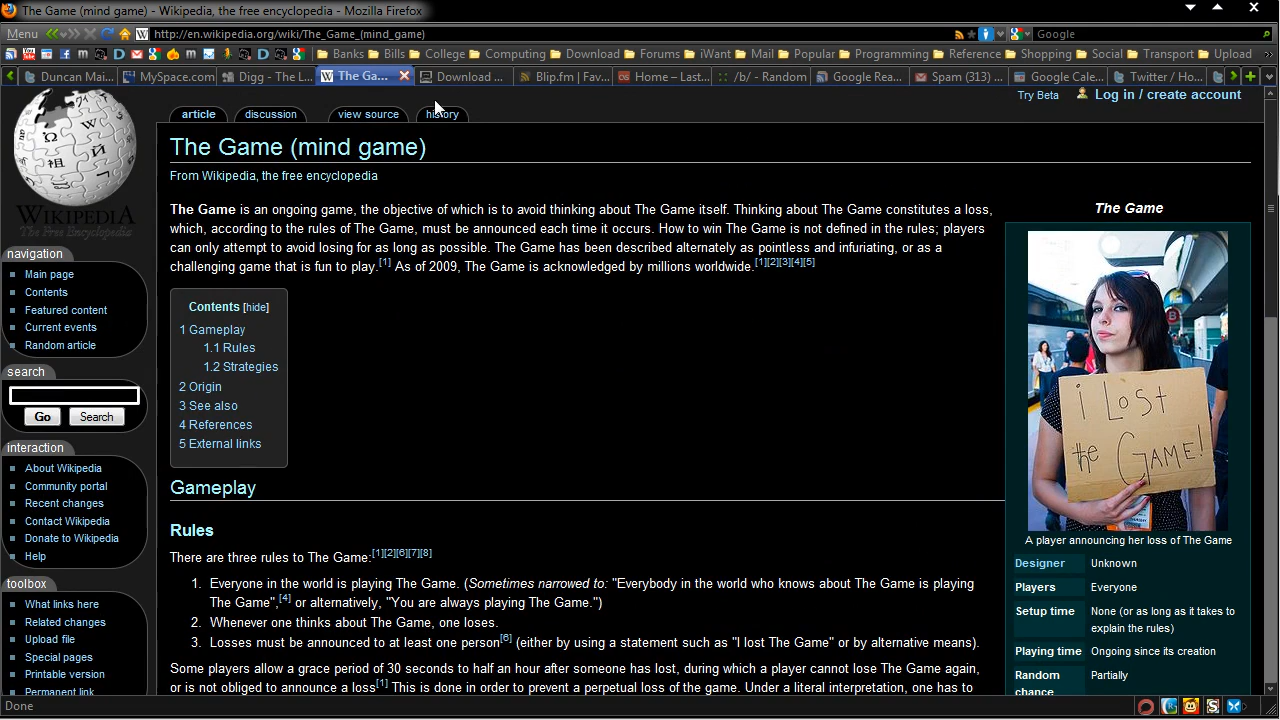 The Game (mind game) - Wikipedia, the free encyclopedia - Mozilla Firefox
Menu http://en.wikipedia.org/wiki/The_Game_(mind_game) Google
Banks Bills College Computing Download Forums iWant Mail Popular Programming Reference Shopping Social Transport Upload
Duncan Mai... MySpace.com Digg - The L... The Ga... Download ... Blip.fm | Fav... Home – Last... /b/ - Random Google Rea... Spam (313) ... Google Cale... Twitter / Ho...
Try Beta Log in / create account
article discussion view source history
The Game (mind game)
From Wikipedia, the free encyclopedia
WIKIPEDIA
The Free Encyclopedia
navigation
Main page
Contents
Featured content
Current events
Random article
search
Go Search
interaction
About Wikipedia
Community portal
Recent changes
Contact Wikipedia
Donate to Wikipedia
Help
toolbox
What links here
Related changes
Upload file
Special pages
Printable version
Permanent link
The Game is an ongoing game, the objective of which is to avoid thinking about The Game itself. Thinking about The Game constitutes a loss,
which, according to the rules of The Game, must be announced each time it occurs. How to win The Game is not defined in the rules; players
can only attempt to avoid losing for as long as possible. The Game has been described alternately as pointless and infuriating, or as a
challenging game that is fun to play.[1] As of 2009, The Game is acknowledged by millions worldwide.[1][2][3][4][5]
Contents [hide]
1 Gameplay
1.1 Rules
1.2 Strategies
2 Origin
3 See also
4 References
5 External links
Gameplay
Rules
There are three rules to The Game:[1][2][6][7][8]
1. Everyone in the world is playing The Game. (Sometimes narrowed to: "Everybody in the world who knows about The Game is playing
The Game",[4] or alternatively, "You are always playing The Game.")
2. Whenever one thinks about The Game, one loses.
3. Losses must be announced to at least one person[6] (either by using a statement such as "I lost The Game" or by alternative means).
Some players allow a grace period of 30 seconds to half an hour after someone has lost, during which a player cannot lose The Game again,
or is not obliged to announce a loss[1] This is done in order to prevent a perpetual loss of the game. Under a literal interpretation, one has to
The Game
i LoSt
the GAME!
A player announcing her loss of The Game
Designer Unknown
Players Everyone
Setup time None (or as long as it takes to
explain the rules)
Playing time Ongoing since its creation
Random Partially
chance
Done